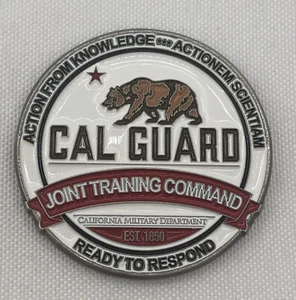 ACTION FROM KNOWLEDGE *** ACTIONEM SCIENTIAM
CAL GUARD
JOINT TRAINING COMMAND
CALIFORNIA MILITARY DEPARTMENT
EST. 1850
READY TO RESPOND